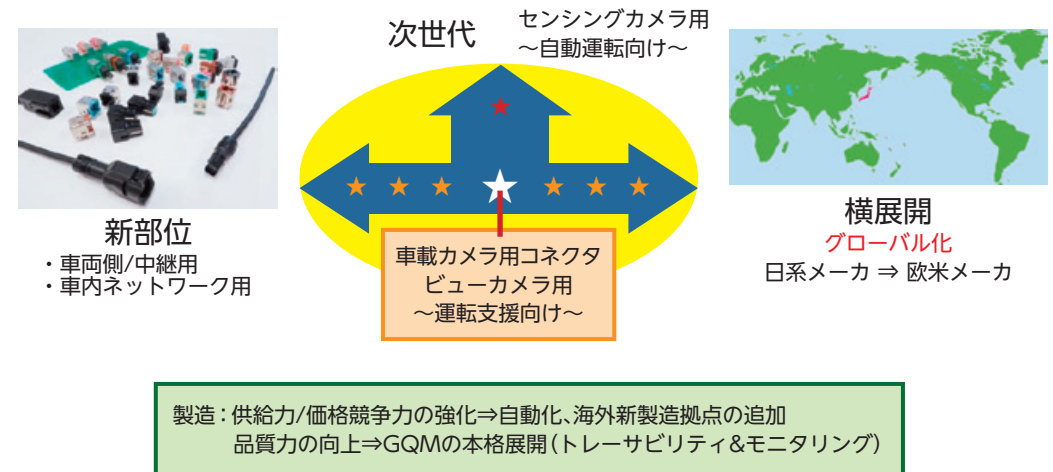 次世代
センシングカメラ用
～自動運転向け～
新部位
・車両側/中継用
・車内ネットワーク用
車載カメラ用コネクタ
ビューカメラ用
～運転支援向け～
横展開
グローバル化
日系メーカ ⇒ 欧米メーカ
製造：供給力/価格競争力の強化⇒自動化、海外新製造拠点の追加
品質力の向上⇒GQMの本格展開（トレーサビリティ&モニタリング）